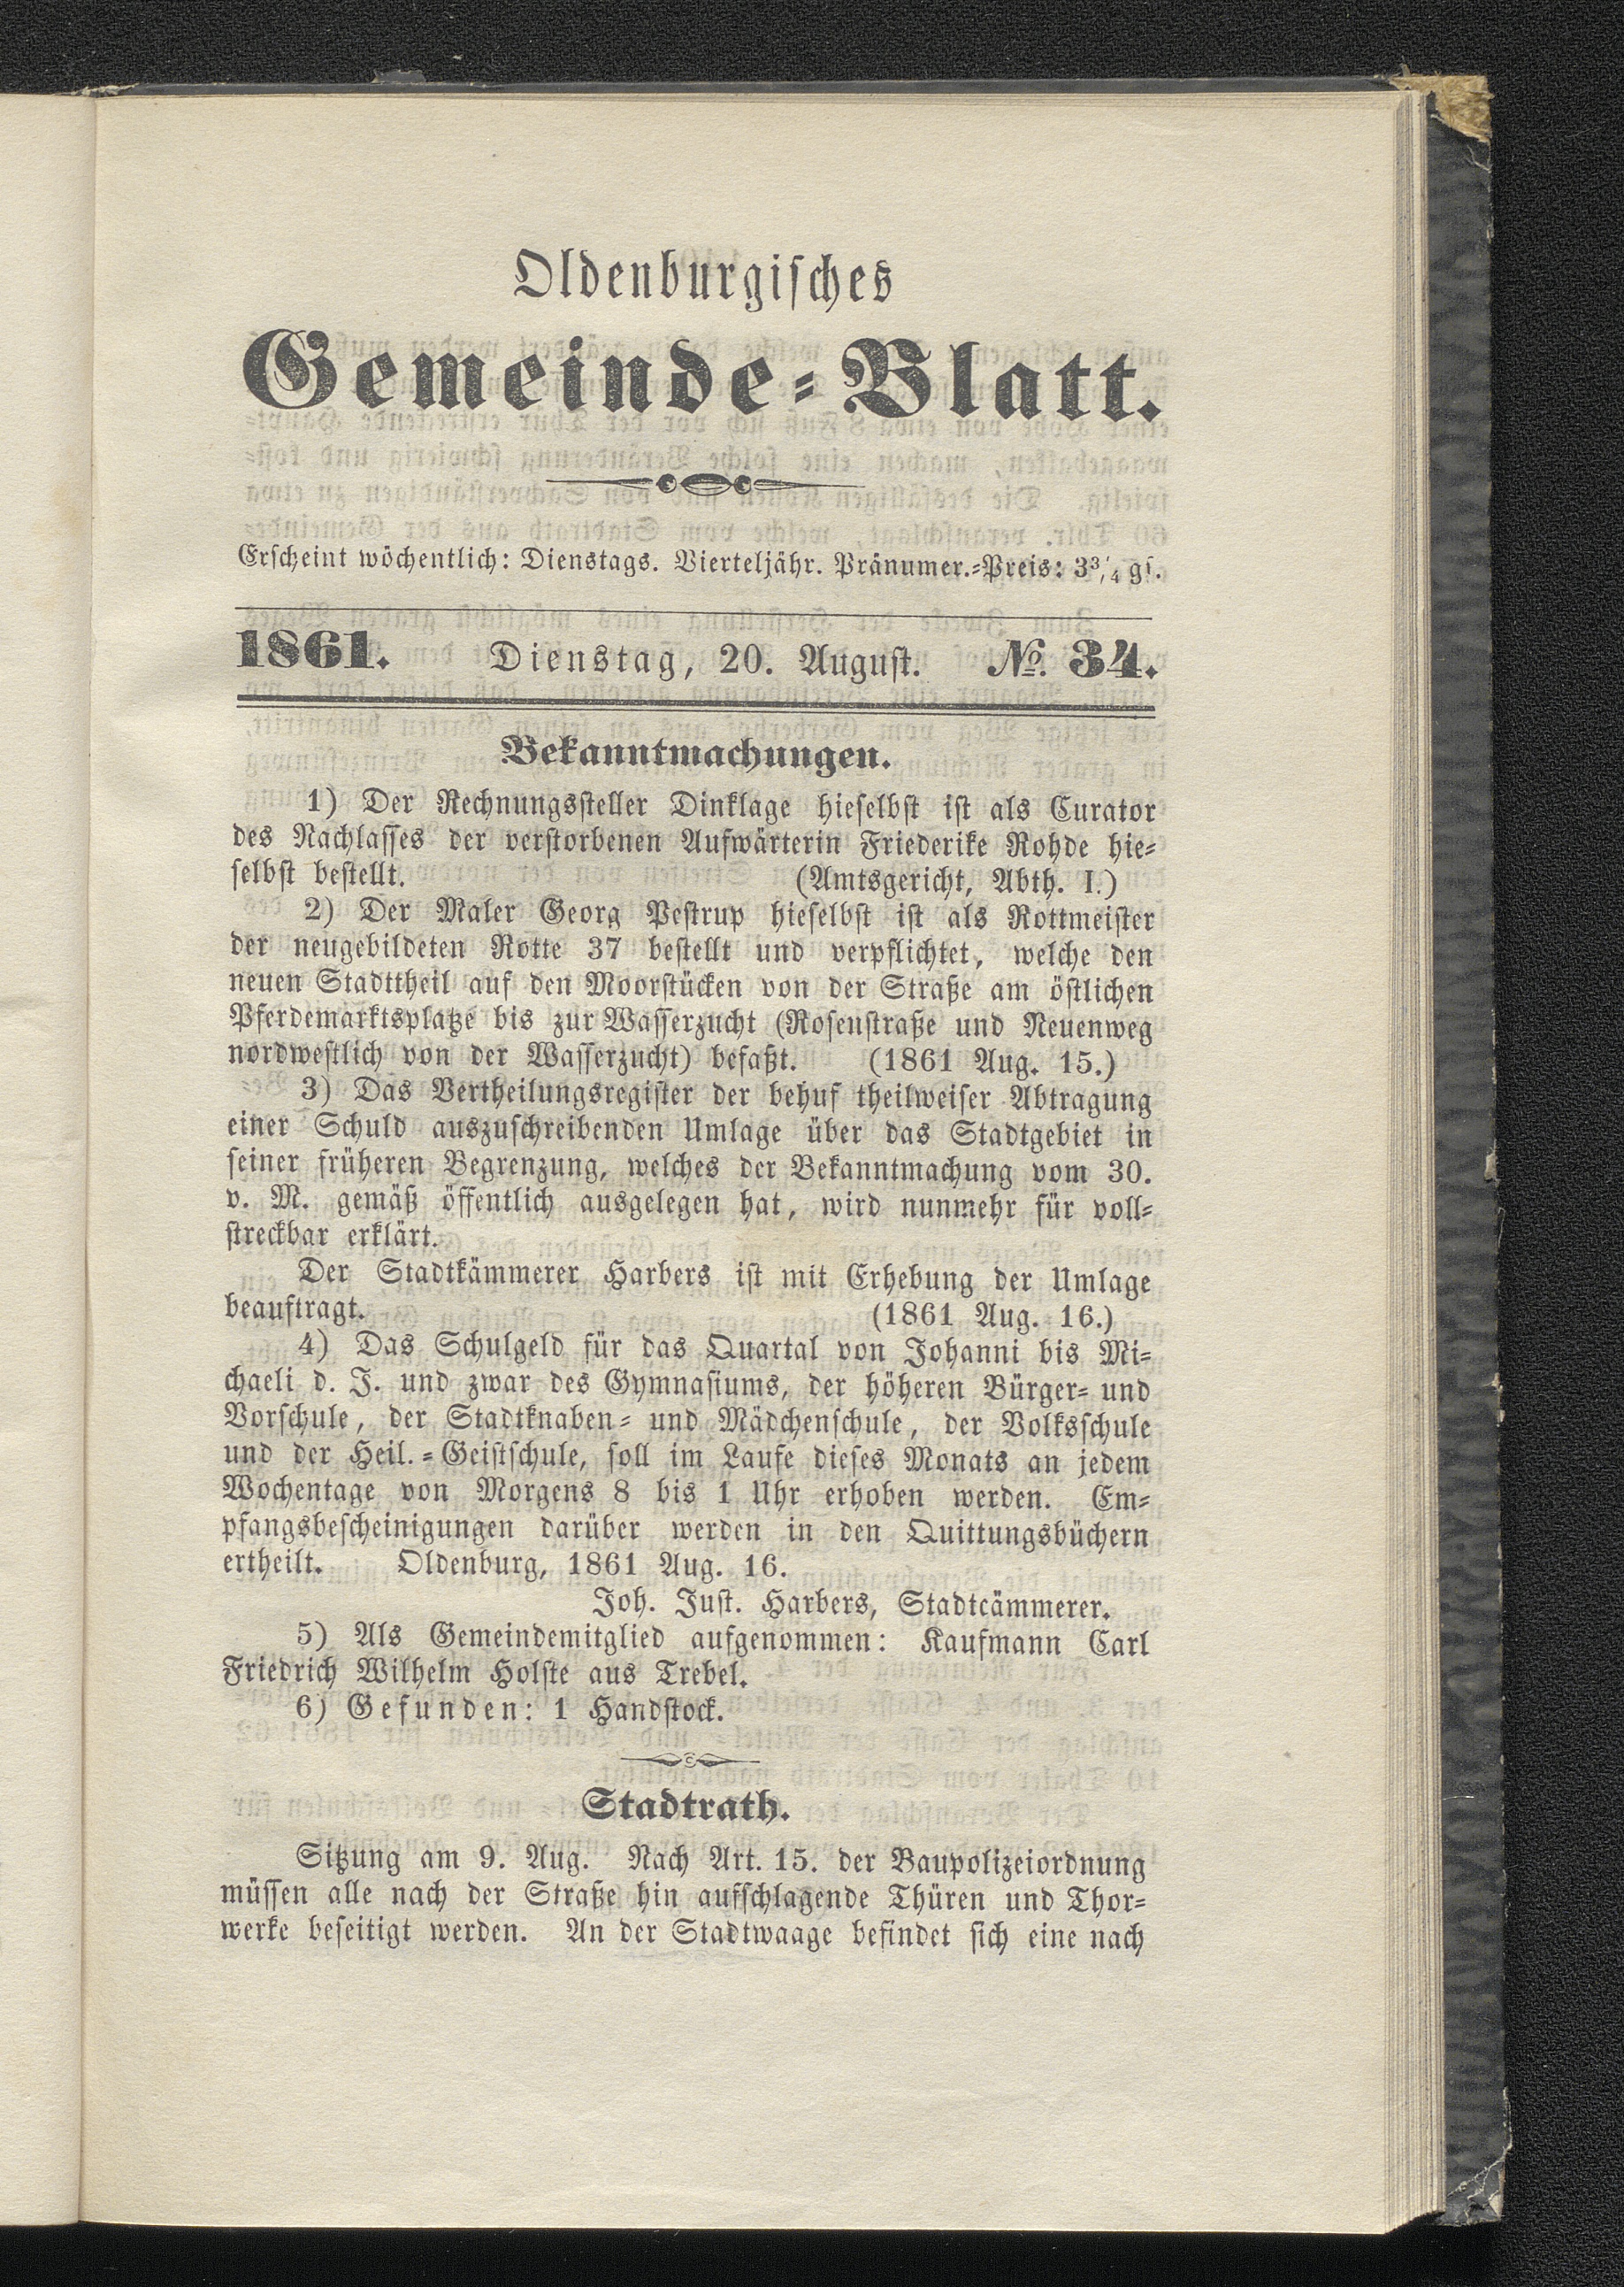 Oldenburgisches
Gemeinde-Blatt.
Erscheint wöchentlich: Dienstags. Vierteljähr. Pränumer.-Preis: 3 3/4 gs.
1861. Dienstag, 20. August. No. 34.
Bekanntmachungen.
1) Der Rechnungssteller Dinklage hieselbst ist als Curator
des Nachlasses der verstorbenen Aufwärterin Friederike Rohde hie-
selbst bestellt. (Amtsgericht, Abth. I.)
2) Der Maler Georg Pestrup hieselbst ist als Rottmeister
der neugebildeten Rotte 37 bestellt und verpflichtet, welche den
neuen Stadttheil auf den Moorstücken von der Straße am östlichen
Pferdemarktsplatze bis zur Wasserzucht (Rosenstraße und Neuenweg
nordwestlich von der Wasserzucht) befaßt. (1861 Aug. 15.)
3) Das Vertheilungsregister der behuf theilweiser Abtragung
einer Schuld auszuschreibenden Umlage über das Stadtgebiet in
seiner früheren Begrenzung, welches der Bekanntmachung vom 30.
v. M. gemäß öffentlich ausgelegen hat, wird nunmehr für voll-
streckbar erklärt.
Der Stadtkämmerer Harbers ist mit Erhebung der Umlage
beauftragt. (1861 Aug. 16.)
4) Das Schulgeld für das Quartal von Johanni bis Mi-
chaeli d. J. und zwar des Gymnasiums, der höheren Bürger- und
Vorschule, der Stadtknaben- und Mädchenschule, der Volksschule
und der Heil.-Geistschule, soll im Laufe dieses Monats an jedem
Wochentage von Morgens 8 bis 1 Uhr erhoben werden. Em-
pfangsbescheinigungen darüber werden in den Quittungsbüchern
ertheilt. Oldenburg, 1861 Aug. 16.
Joh. Just. Harbers, Stadtcämmerer.
5) Als Gemeindemitglied aufgenommen: Kaufmann Carl
Friedrich Wilhelm Holste aus Trebel.
6) Gefunden: 1 Handstock.
Stadtrath.
Sitzung am 9. Aug. Nach Art. 15. der Baupolizeiordnung
müssen alle nach der Straße hin aufschlagende Thüren und Thor-
werke beseitigt werden. An der Stadtwaage befindet sich eine nach